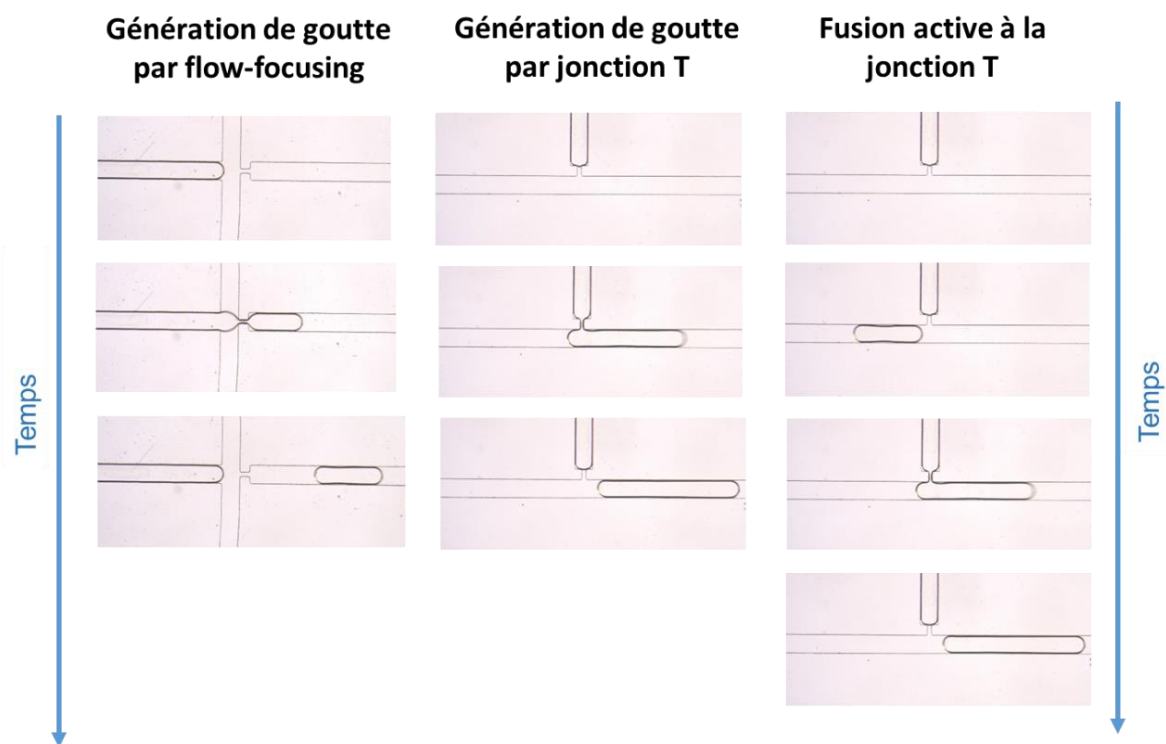 Génération de goutte
par flow-focusing
Génération de goutte
par jonction T
Fusion active à la
jonction T
Temps
Temps